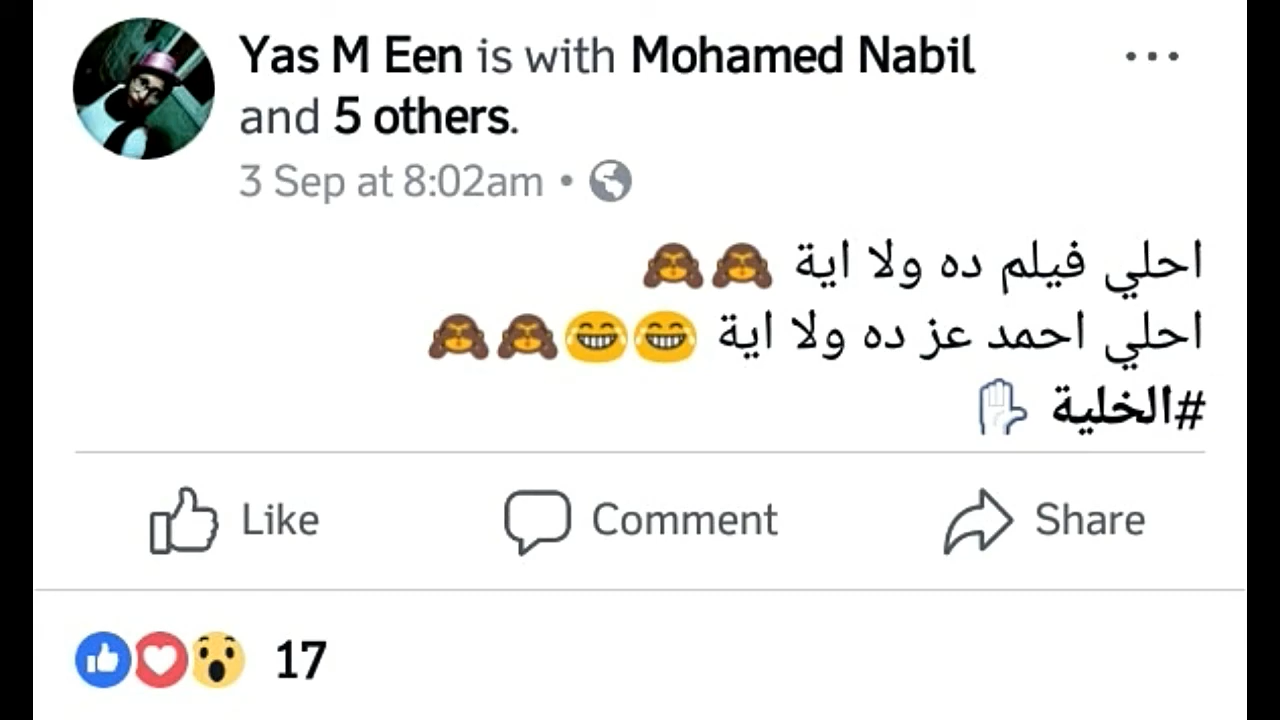 Yas M Een is with Mohamed Nabil
and 5 others.
3 Sep at 8:02am •
احلي فيلم ده ولا اية 🙈🙈
احلي احمد عز ده ولا اية 😂😂🙈🙈
#الخلية ✋
Like
Comment
Share
17